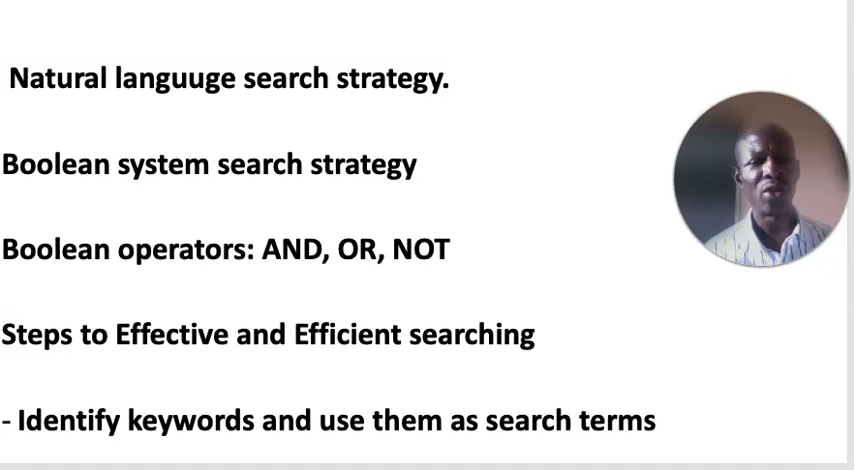 Natural languuge search strategy.
Boolean system search strategy
Boolean operators: AND, OR, NOT
Steps to Effective and Efficient searching
- Identify keywords and use them as search terms